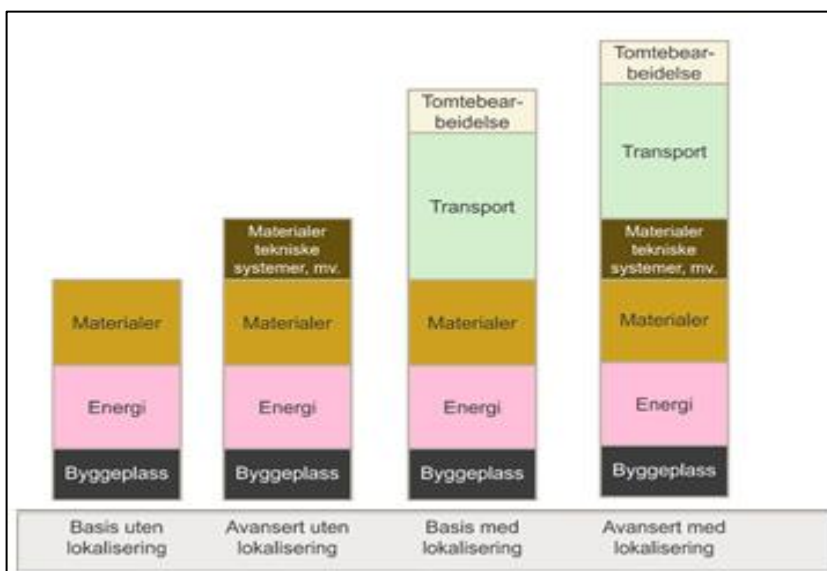 Materialer
Energi
Byggeplass
Basis uten
lokalisering
Materialer
tekniske
systemer, mv.
Materialer
Energi
Byggeplass
Avansert uten
lokalisering
Tomtebear-
beidelse
Transport
Materialer
Energi
Byggeplass
Basis med
lokalisering
Tomtebear-
beidelse
Transport
Materialer
tekniske
systemer, mv.
Materialer
Energi
Byggeplass
Avansert med
lokalisering